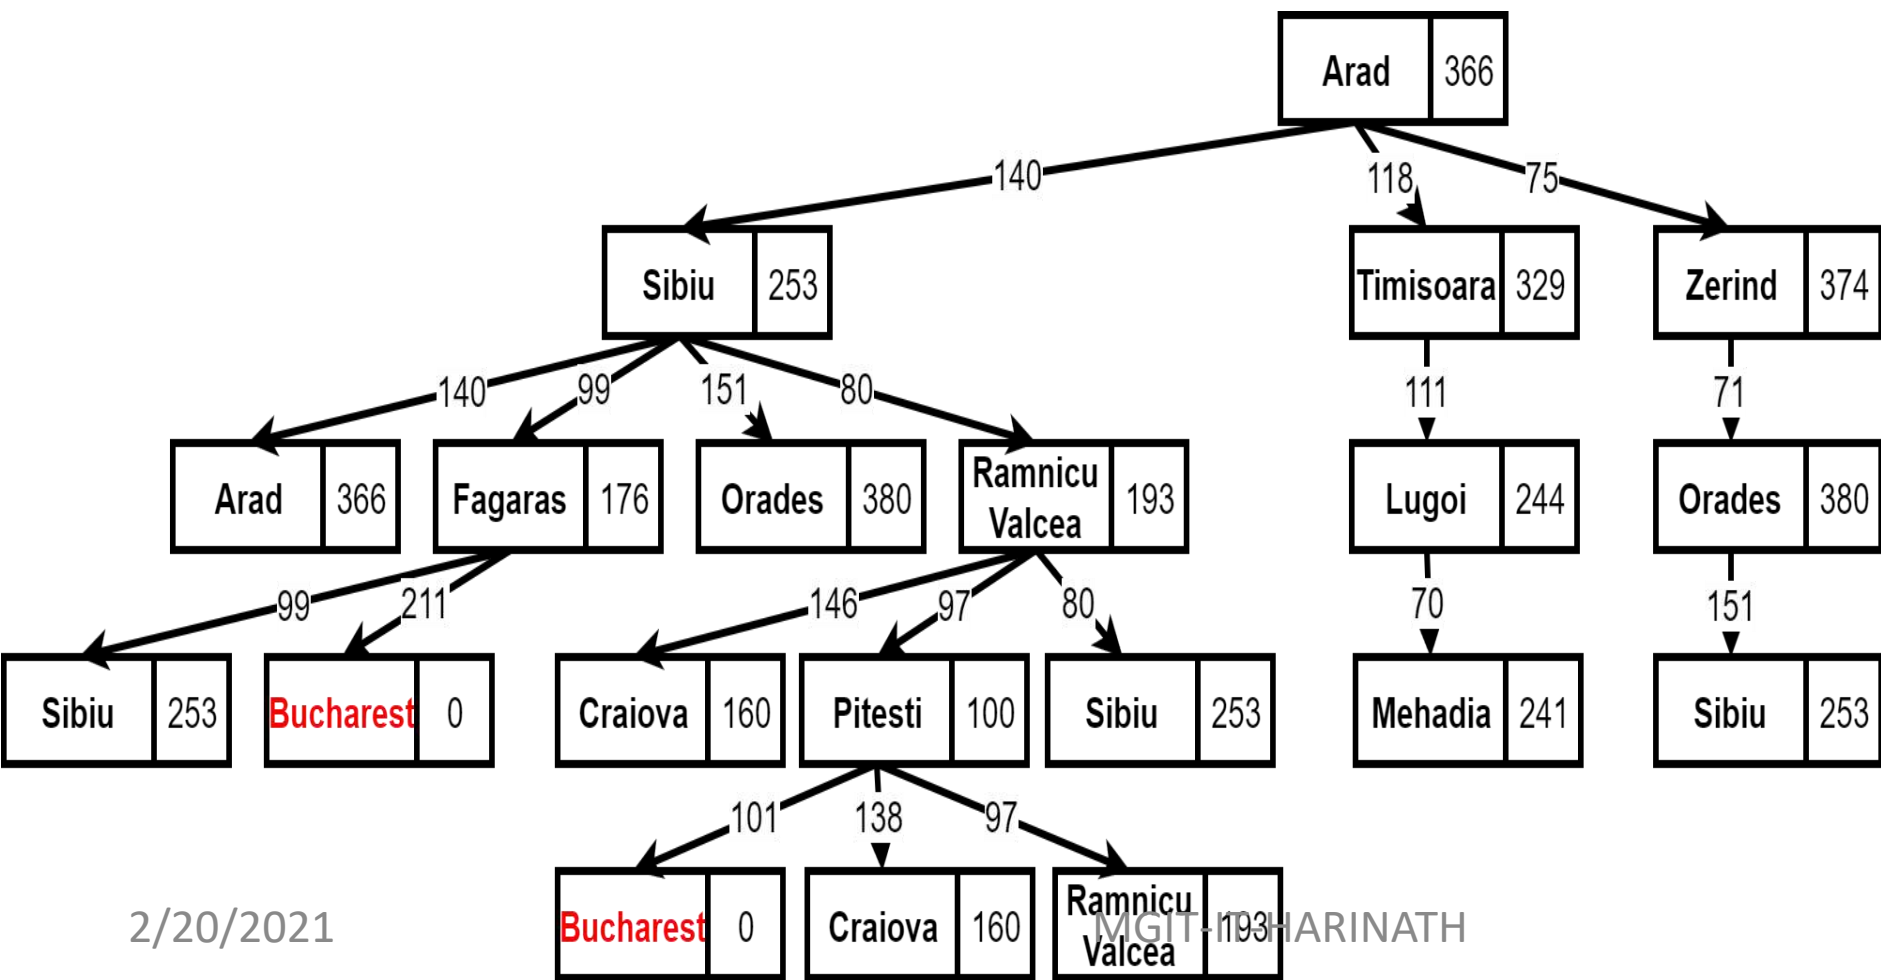 Arad 366
140 118 75
Sibiu 253 Timisoara 329 Zerind 374
140 99 151 80 111 71
Arad 366 Fagaras 176 Orades 380 Ramnicu Valcea 193 Lugoi 244 Orades 380
99 211 146 97 80 70 151
Sibiu 253 Bucharest 0 Craiova 160 Pitesti 100 Sibiu 253 Mehadia 241 Sibiu 253
101 138 97
Bucharest 0 Craiova 160 Ramnicu Valcea 193
2/20/2021 MGIT-IT-HARINATH